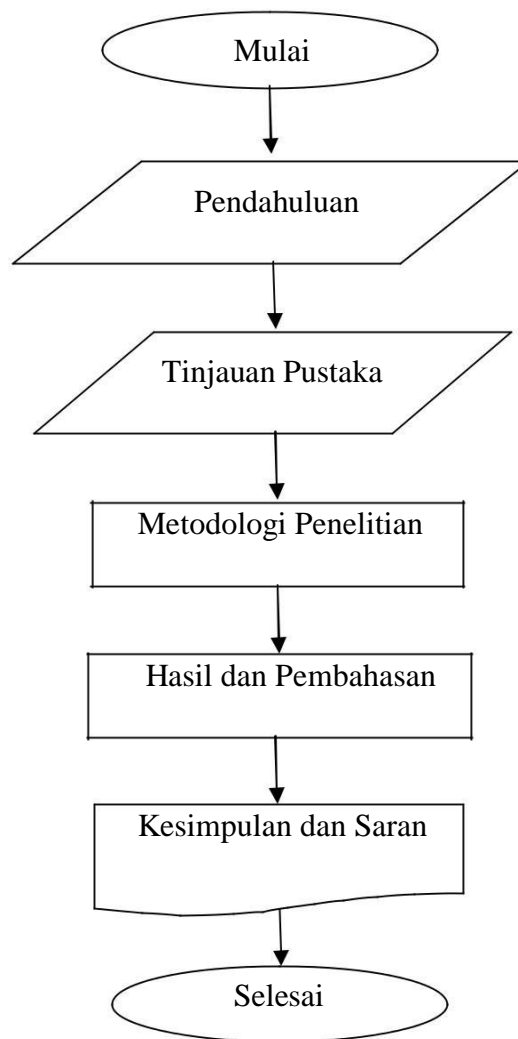 Mulai
Pendahuluan
Tinjauan Pustaka
Metodologi Penelitian
Hasil dan Pembahasan
Kesimpulan dan Saran
Selesai